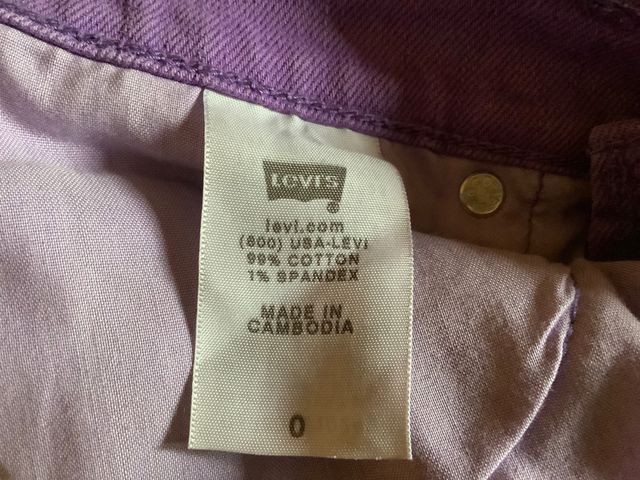 LEVI'S
®
levi.com
(800) USA-LEVI
99% COTTON
1% SPANDEX
MADE IN
CAMBODIA
0